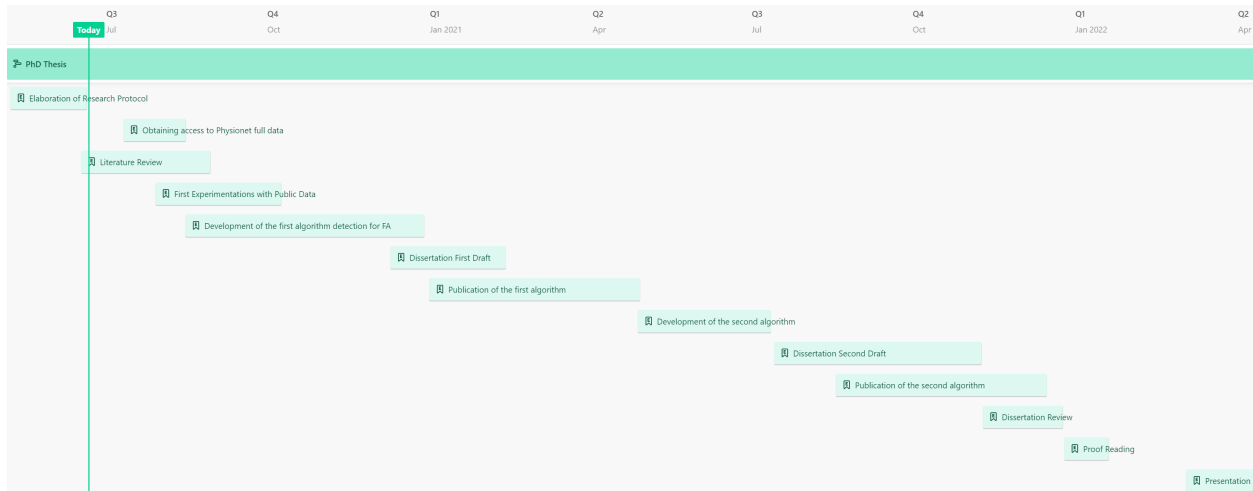 Q3 Q4 Q1 Q2 Q3 Q4 Q1 Q2
Today Jul Oct Jan 2021 Apr Jul Oct Jan 2022 Apr
PhD Thesis
Elaboration of Research Protocol
Obtaining access to Physionet full data
Literature Review
First Experimentations with Public Data
Development of the first algorithm detection for FA
Dissertation First Draft
Publication of the first algorithm
Development of the second algorithm
Dissertation Second Draft
Publication of the second algorithm
Dissertation Review
Proof Reading
Presentation